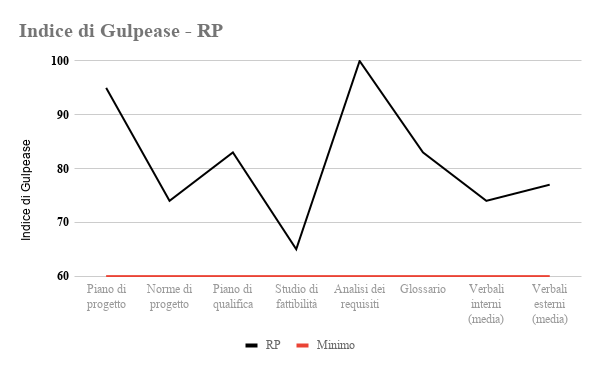 Indice di Gulpease - RP
Indice di Gulpease
100
90
80
70
60
Piano di
progetto
Norme di
progetto
Piano di
qualifica
Studio di
fattibilità
Analisi dei
requisiti
Glossario
Verbali
interni
(media)
Verbali
esterni
(media)
RP
Minimo